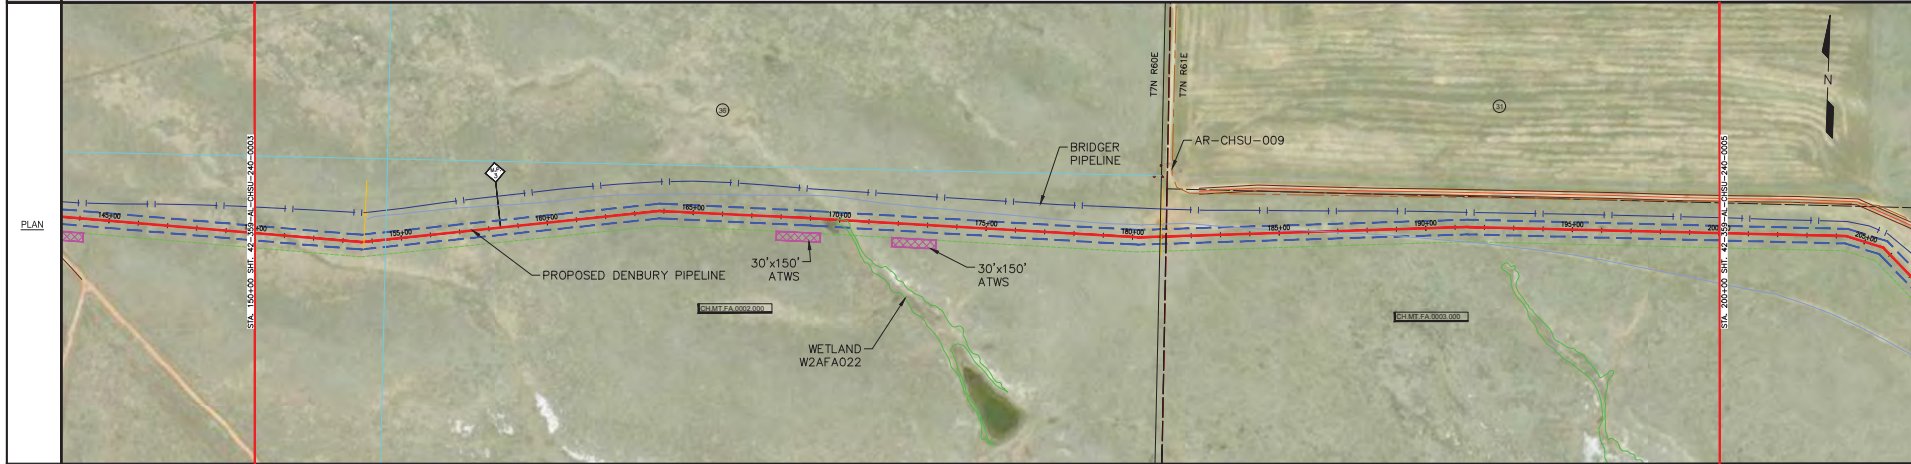 PLAN
STA. 150+00 SHT. 42-359-AL-CHSU-240-0003
145+00
155+00
M.P.
3
160+00
165+00
170+00
175+00
180+00
185+00
190+00
195+00
205+00
36
31
T7N R60E
T7N R61E
AR-CHSU-009
BRIDGER
PIPELINE
PROPOSED DENBURY PIPELINE
30'x150'
ATWS
30'x150'
ATWS
CH.MT.FA.0002.000
CH.MT.FA.0003.000
WETLAND
W2AFA022
STA. 200+00 SHT. 42-359-AL-CHSU-240-0005
N